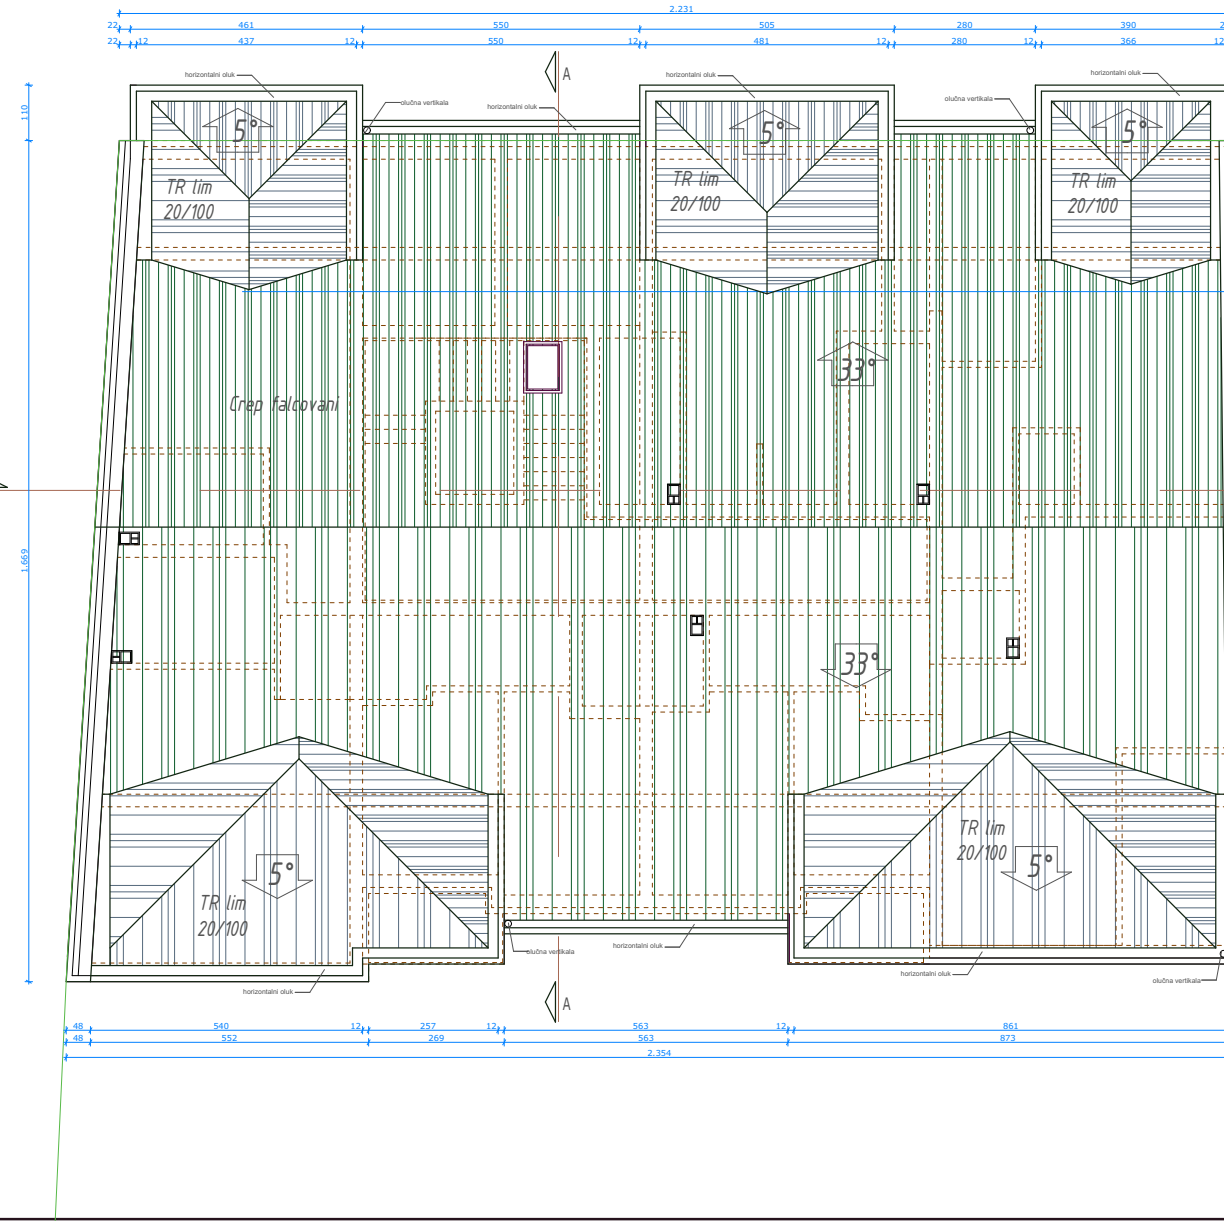 2.231
22 461 550 505 280 390
22 12 437 12 550 12 481 12 280 12 366 12
A
horizontalni oluk
horizontalni oluk
horizontalni oluk
olučna vertikala
horizontalni oluk
olučna vertikala
110
5°
5°
5°
TR lim
20/100
TR lim
20/100
TR lim
20/100
33°
Crep falcovani
1.669
33°
TR lim
20/100
5°
5°
TR lim
20/100
olučna vertikala
horizontalni oluk
horizontalni oluk
horizontalni oluk
olučna vertikala
A
48 540 12 257 12 563 12 861
48 552 269 563 873
2.354